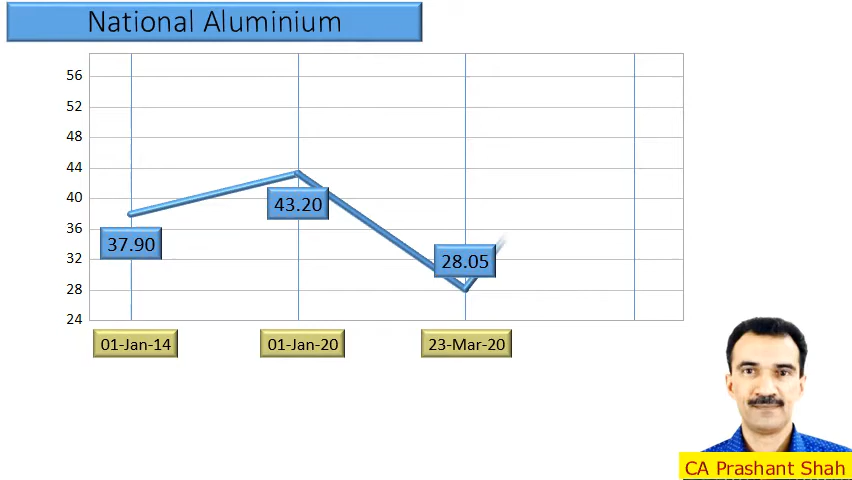 National Aluminium
56
52
48
44
40
36
32
28
24
37.90
43.20
28.05
01-Jan-14
01-Jan-20
23-Mar-20
CA Prashant Shah